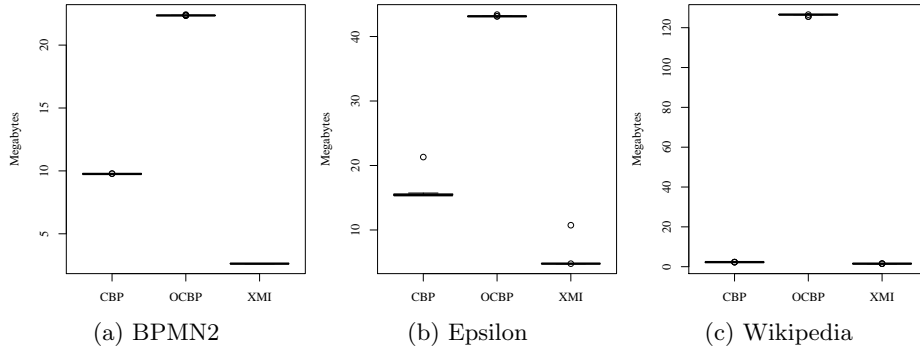 Megabytes
20
15
10
5
CBP
OCBP
XMI
(a) BPMN2
Megabytes
40
30
20
10
CBP
OCBP
XMI
(b) Epsilon
Megabytes
120
100
80
60
40
20
0
CBP
OCBP
XMI
(c) Wikipedia